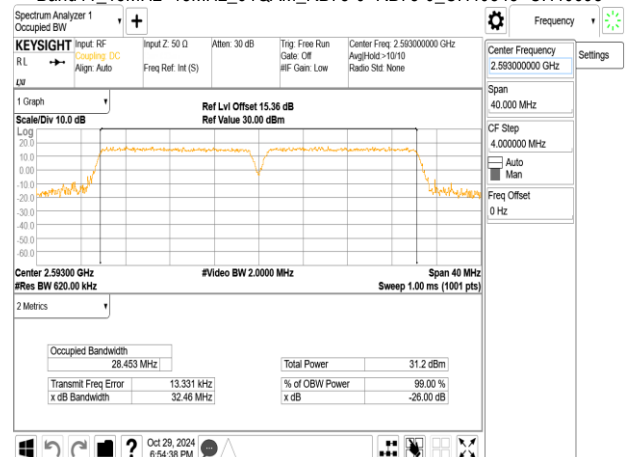 Spectrum Analyzer 1
Occupied BW
Frequency
Settings
KEYSIGHT
RL
Input: RF
Coupling: DC
Align: Auto
Input Z: 50 Ω
Freq Ref: Int (S)
Atten: 30 dB
Trig: Free Run
Gate: Off
#IF Gain: Low
Center Freq: 2.593000000 GHz
Avg|Hold:>10/10
Radio Std: None
Center Frequency
2.593000000 GHz
Span
40.000 MHz
CF Step
4.000000 MHz
Auto
Man
Freq Offset
0 Hz
1 Graph
Scale/Div 10.0 dB
Ref Lvl Offset 15.36 dB
Ref Value 30.00 dBm
Log
20.0
10.0
0.00
-10.0
-20.0
-30.0
-40.0
-50.0
-60.0
Center 2.59300 GHz
#Video BW 2.0000 MHz
Span 40 MHz
#Res BW 620.00 kHz
Sweep 1.00 ms (1001 pts)
2 Metrics
Occupied Bandwidth
28.453 MHz
Total Power 31.2 dBm
Transmit Freq Error 13.331 kHz
% of OBW Power 99.00 %
x dB Bandwidth 32.46 MHz
x dB -26.00 dB
Oct 29, 2024
6:54:38 PM